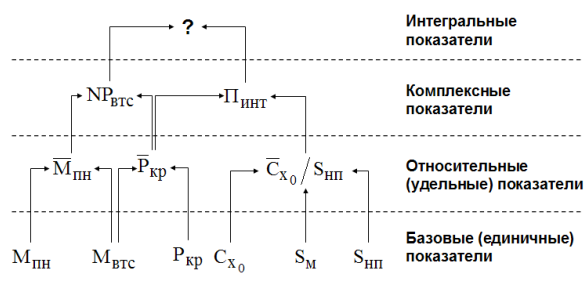 ?
Интегральные
показатели
NPвтс
Пинт
Комплексные
показатели
M̅пн
P̅кр
C̅x₀ / Sнп
Относительные
(удельные) показатели
Mпн
Mвтс
Pкр
Cx₀
Sм
Sнп
Базовые (единичные)
показатели